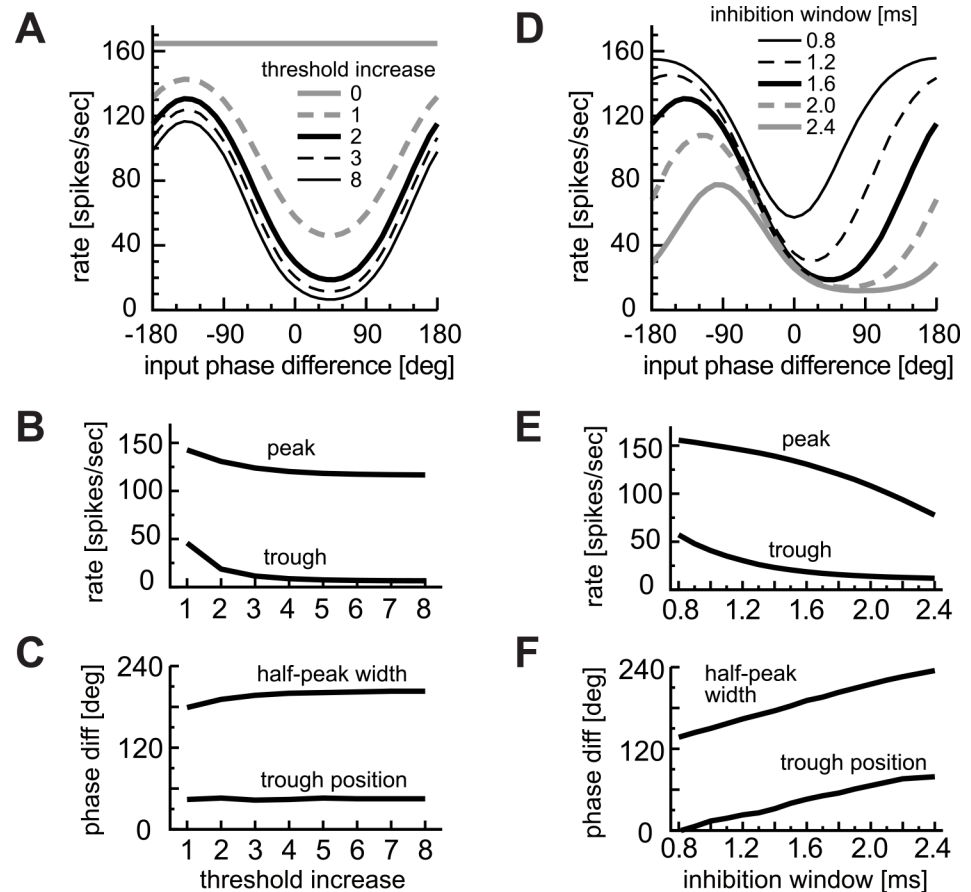 A
rate [spikes/sec]
160
120
80
40
0
threshold increase
0
1
2
3
8
-180 -90 0 90 180
input phase difference [deg]
D
rate [spikes/sec]
160
120
80
40
0
inhibition window [ms]
0.8
1.2
1.6
2.0
2.4
-180 -90 0 90 180
input phase difference [deg]
B
rate [spikes/sec]
150
100
50
0
peak
trough
1 2 3 4 5 6 7 8
E
rate [spikes/sec]
150
100
50
0
peak
trough
0.8 1.2 1.6 2.0 2.4
C
phase diff [deg]
240
120
0
half-peak width
trough position
1 2 3 4 5 6 7 8
threshold increase
F
phase diff [deg]
240
120
0
half-peak
width
trough position
0.8 1.2 1.6 2.0 2.4
inhibition window [ms]